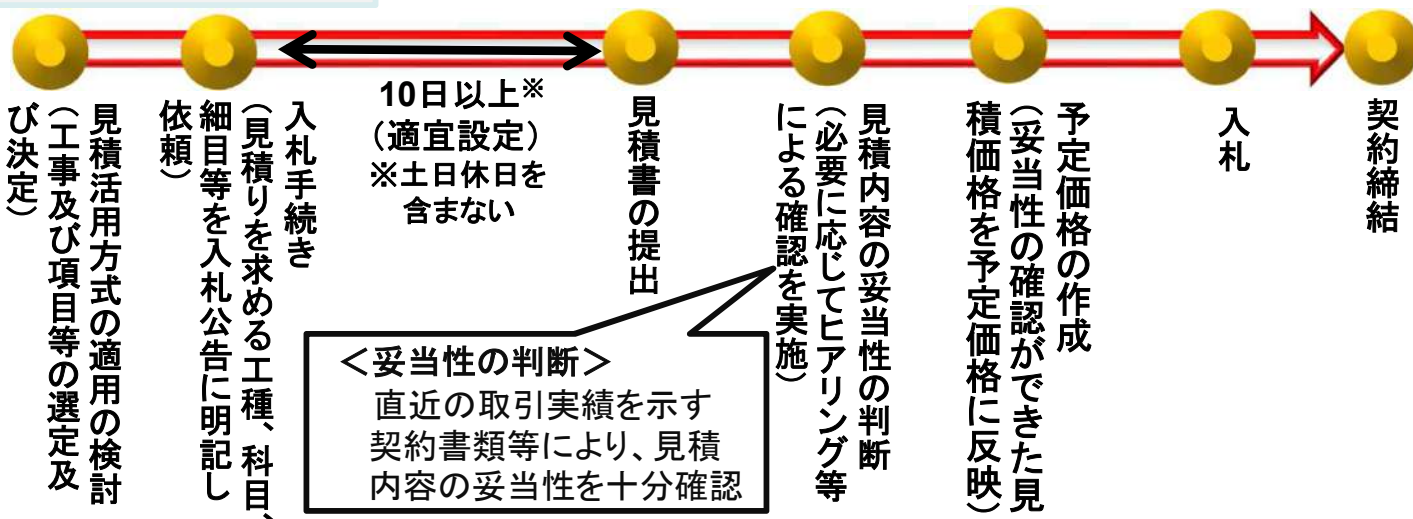 見積活用方式の適用の検討
(工事及び項目等の選定及
び決定)
入札手続き
(見積りを求める工種、科目、
細目等を入札公告に明記し
依頼)
10日以上※
(適宜設定)
※土日休日を
含まない
見積書の提出
見積内容の妥当性の判断
(必要に応じてヒアリング等
による確認を実施)
<妥当性の判断>
直近の取引実績を示す
契約書類等により、見積
内容の妥当性を十分確認
予定価格の作成
(妥当性の確認ができた見
積価格を予定価格に反映)
入札
契約締結